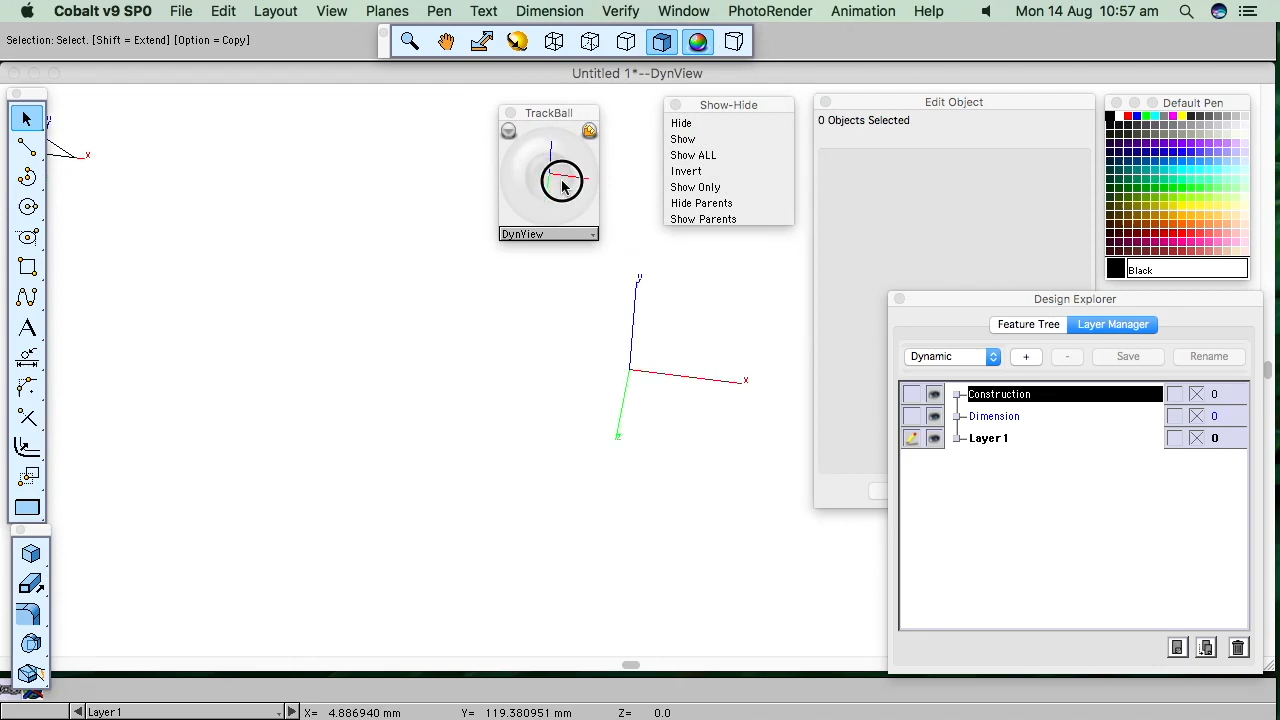 Cobalt v9 SP0 File Edit Layout View Planes Pen Text Dimension Verify Window PhotoRender Animation Help Mon 14 Aug 10:57 am
Selection: Select. [Shift = Extend] [Option = Copy]
Untitled 1*--DynView
TrackBall
DynView
Show-Hide
Hide
Show
Show ALL
Invert
Show Only
Hide Parents
Show Parents
Edit Object
0 Objects Selected
Default Pen
Black
y
x
y
x
z
Design Explorer
Feature Tree Layer Manager
Dynamic + - Save Rename
Construction 0
Dimension 0
Layer 1 0
A
Layer1 X= 4.886940 mm Y= 119.380951 mm Z= 0.0